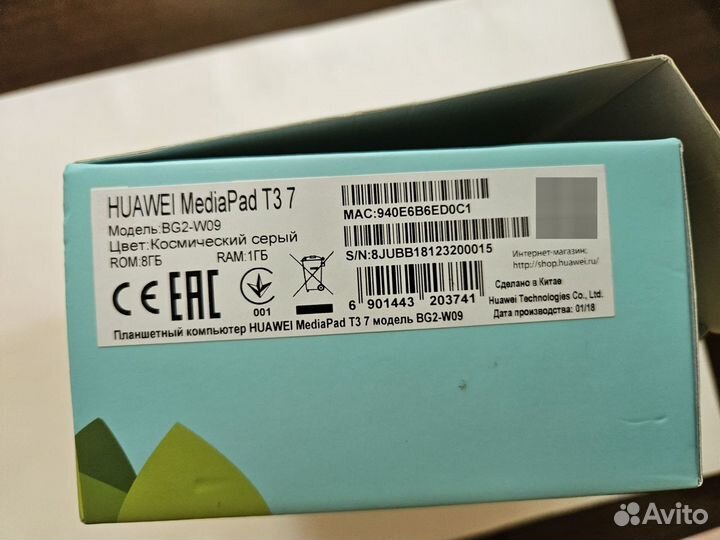 HUAWEI MediaPad T3 7
Модель:BG2-W09
Цвет:Космический серый
ROM:8ГБ RAM:1ГБ
CE EAC
001
Планшетный компьютер HUAWEI MediaPad T3 7 модель BG2-W09
MAC:940E6B6ED0C1
S/N:8JUBB18123200015
6 901443 203741
Интернет-магазин:
http://shop.huawei.ru/
Сделано в Китае
Huawei Technologies Co., Ltd.
Дата производства: 01/18
Avito